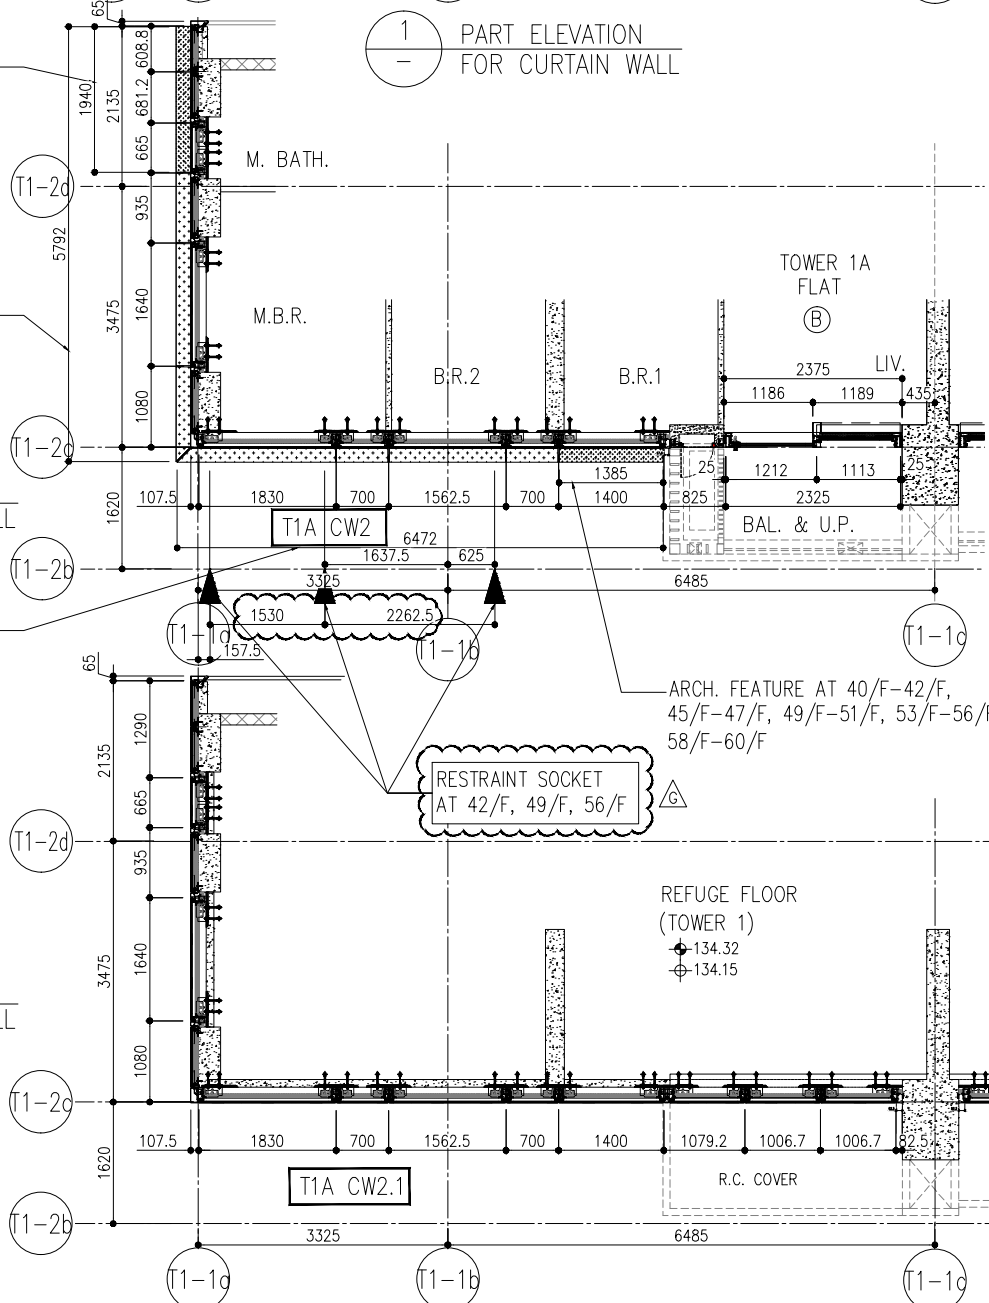 65
1
PART ELEVATION
–
FOR CURTAIN WALL
608.8
681.2
665
935
1640
1080
2135
1940
3475
5792
1620
M. BATH.
T1-2d
TOWER 1A
FLAT
B
M.B.R.
B.R.2
B.R.1
LIV.
2375
1186
1189
435
T1-2c
1385
25
1212
1113
25
107.5
1830
700
1562.5
700
1400
825
2325
T1A CW2
BAL. & U.P.
6472
1637.5
625
T1-2b
3325
6485
1530
2262.5
T1-1a
T1-1b
T1-1c
157.5
65
ARCH. FEATURE AT 40/F-42/F,
45/F-47/F, 49/F-51/F, 53/F-56/F
58/F-60/F
1290
2135
665
935
3475
1640
1080
1620
RESTRAINT SOCKET
AT 42/F, 49/F, 56/F
G
T1-2d
REFUGE FLOOR
(TOWER 1)
134.32
134.15
T1-2c
107.5
1830
700
1562.5
700
1400
1079.2
1006.7
1006.7
82.5
T1A CW2.1
R.C. COVER
T1-2b
3325
6485
T1-1a
T1-1b
T1-1c